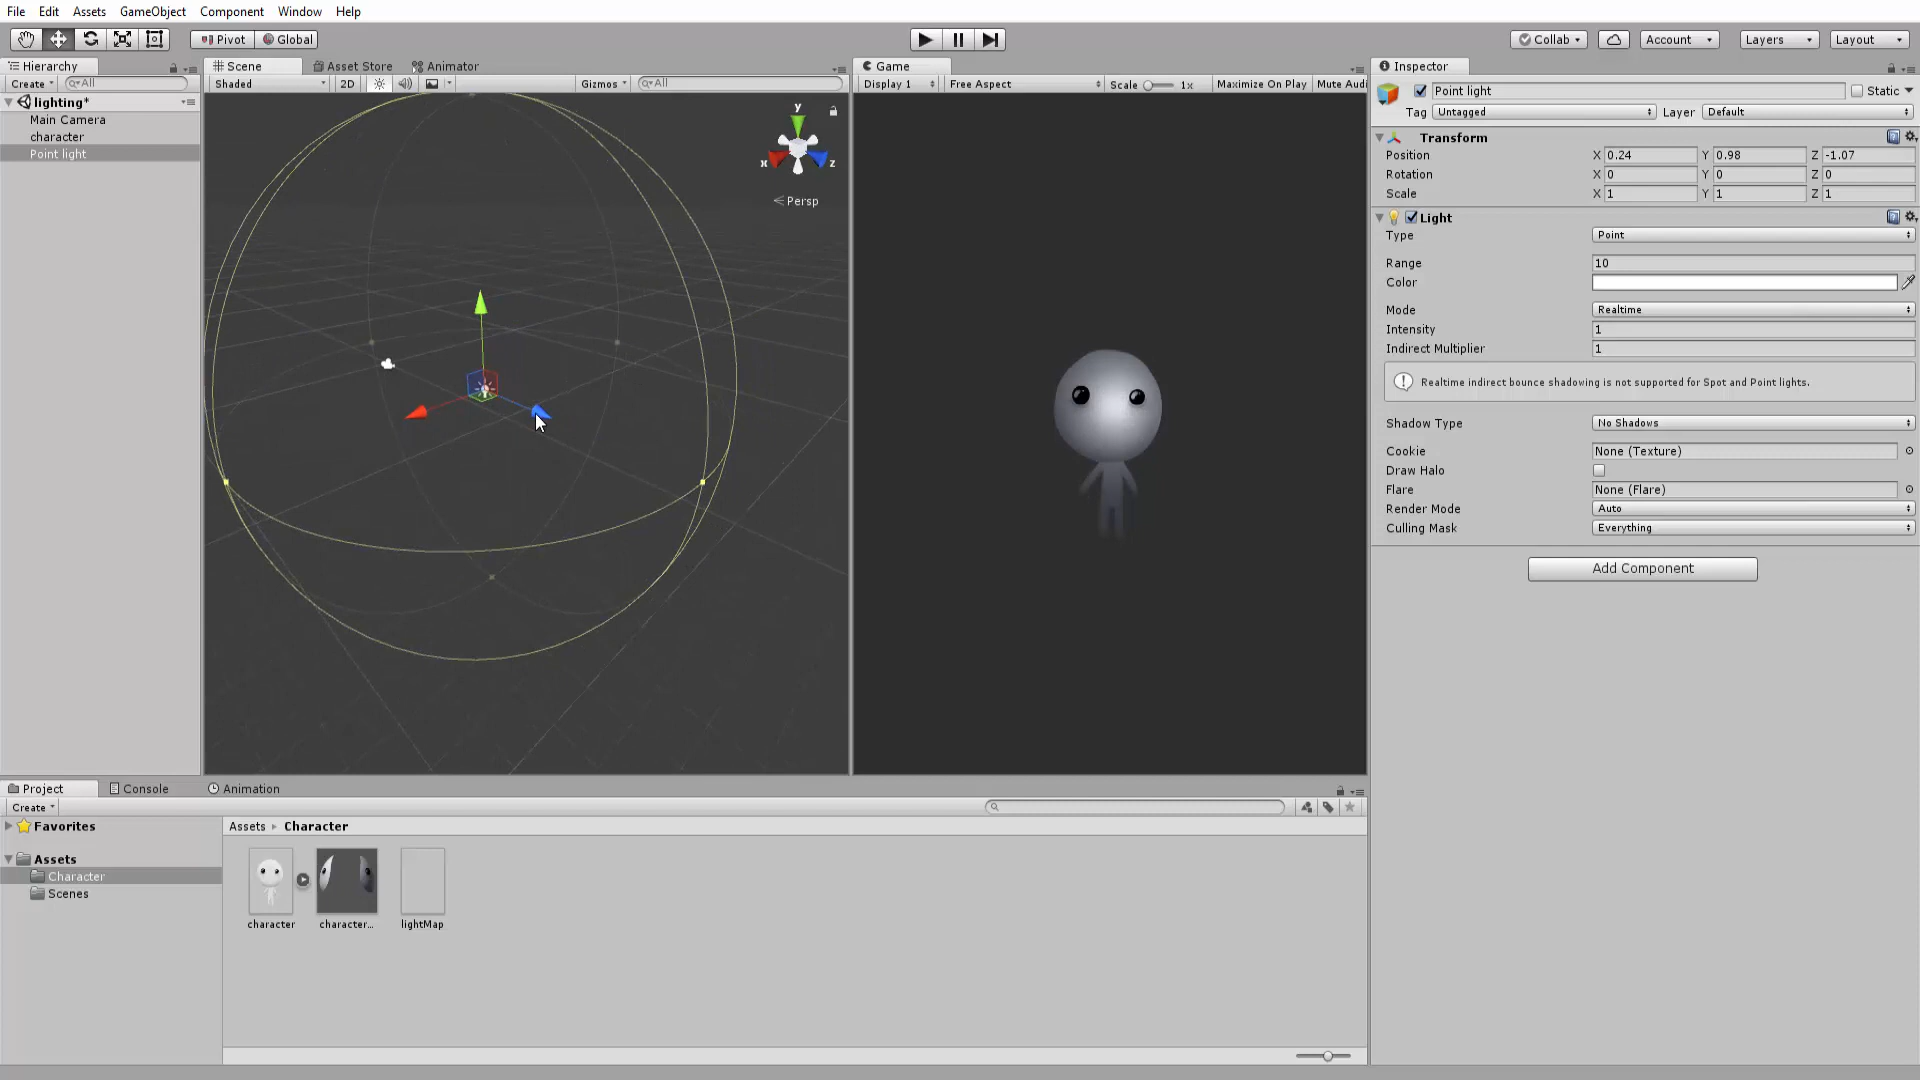 File Edit Assets GameObject Component Window Help
Pivot Global Collab Account Layers Layout
Hierarchy
Create All
lighting*
Main Camera
character
Point light
Scene Asset Store Animator
Shaded 2D Gizmos All
y
x z
Persp
Game
Display 1 Free Aspect Scale 1x Maximize On Play Mute Audi
Inspector
Point light Static
Tag Untagged Layer Default
Transform
Position X 0.24 Y 0.98 Z -1.07
Rotation X 0 Y 0 Z 0
Scale X 1 Y 1 Z 1
Light
Type Point
Range 10
Color
Mode Realtime
Intensity 1
Indirect Multiplier 1
Realtime indirect bounce shadowing is not supported for Spot and Point lights.
Shadow Type No Shadows
Cookie None (Texture)
Draw Halo
Flare None (Flare)
Render Mode Auto
Culling Mask Everything
Add Component
Project Console Animation
Create
Favorites
Assets
Character
Scenes
Assets Character
character character... lightMap